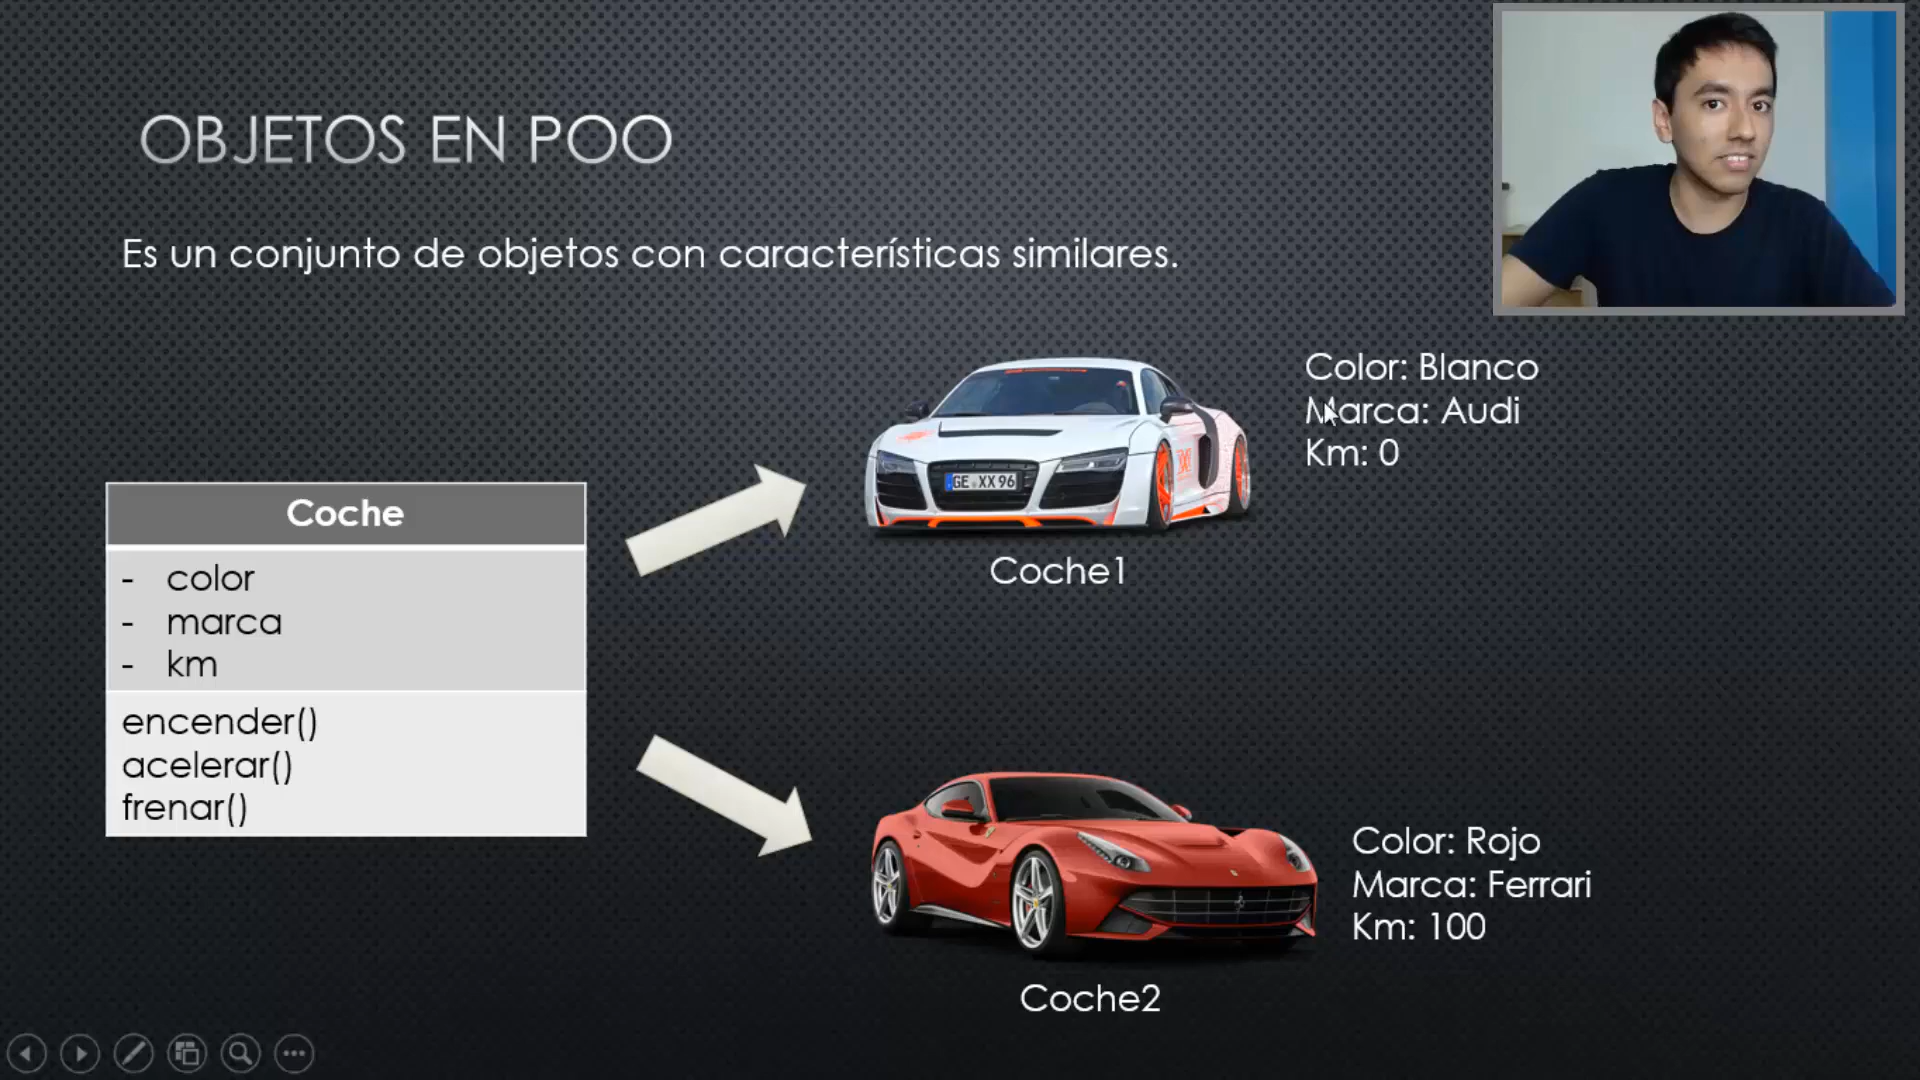 OBJETOS EN POO
Es un conjunto de objetos con características similares.
Coche
- color
- marca
- km
encender()
acelerar()
frenar()
GE XX 96
Coche1
Color: Blanco
Marca: Audi
Km: 0
Coche2
Color: Rojo
Marca: Ferrari
Km: 100